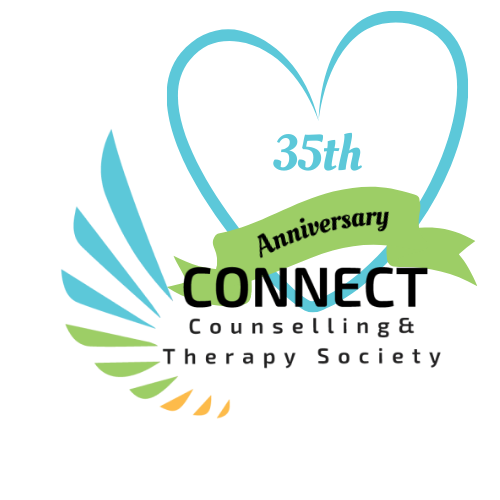 35th
Anniversary
CONNECT
Counselling&
Therapy Society